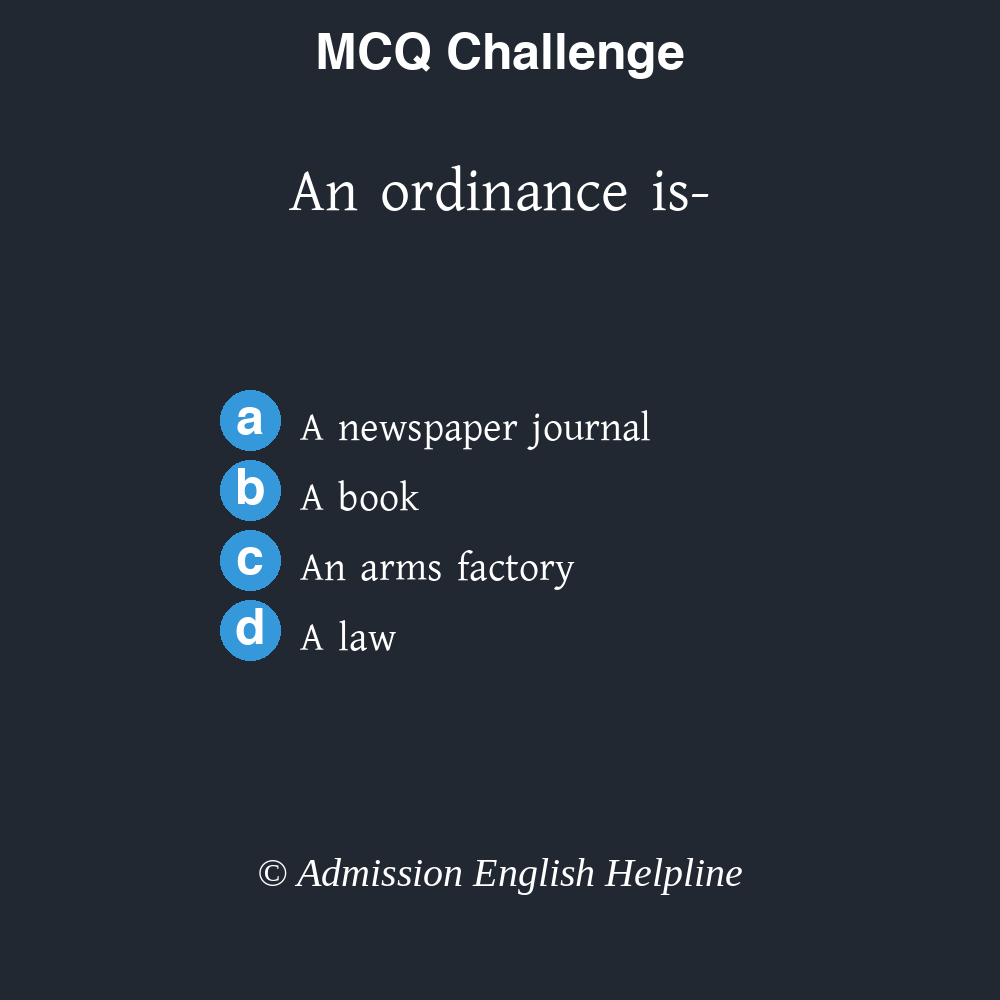 MCQ Challenge
An ordinance is-
a A newspaper journal
b A book
c An arms factory
d A law
© Admission English Helpline